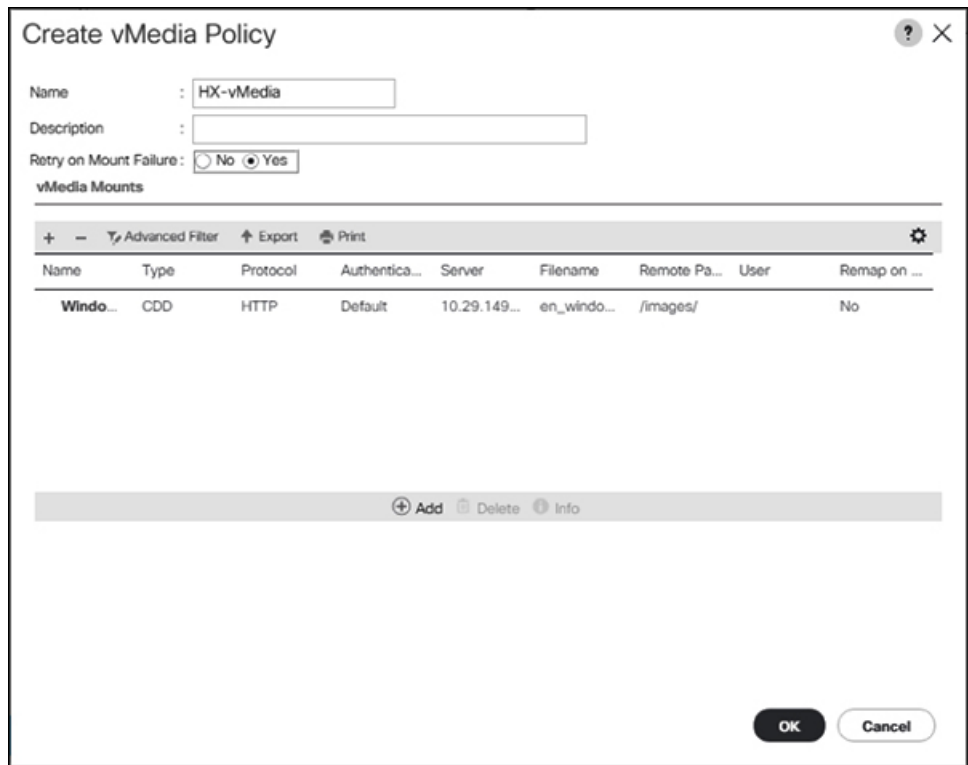 Create vMedia Policy ? ×
Name : HX-vMedia
Description :
Retry on Mount Failure : No Yes
vMedia Mounts
+ − Advanced Filter Export Print
Name Type Protocol Authentica... Server Filename Remote Pa... User Remap on ...
Windo... CDD HTTP Default 10.29.149... en_windo... /images/ No
Add Delete Info
OK Cancel